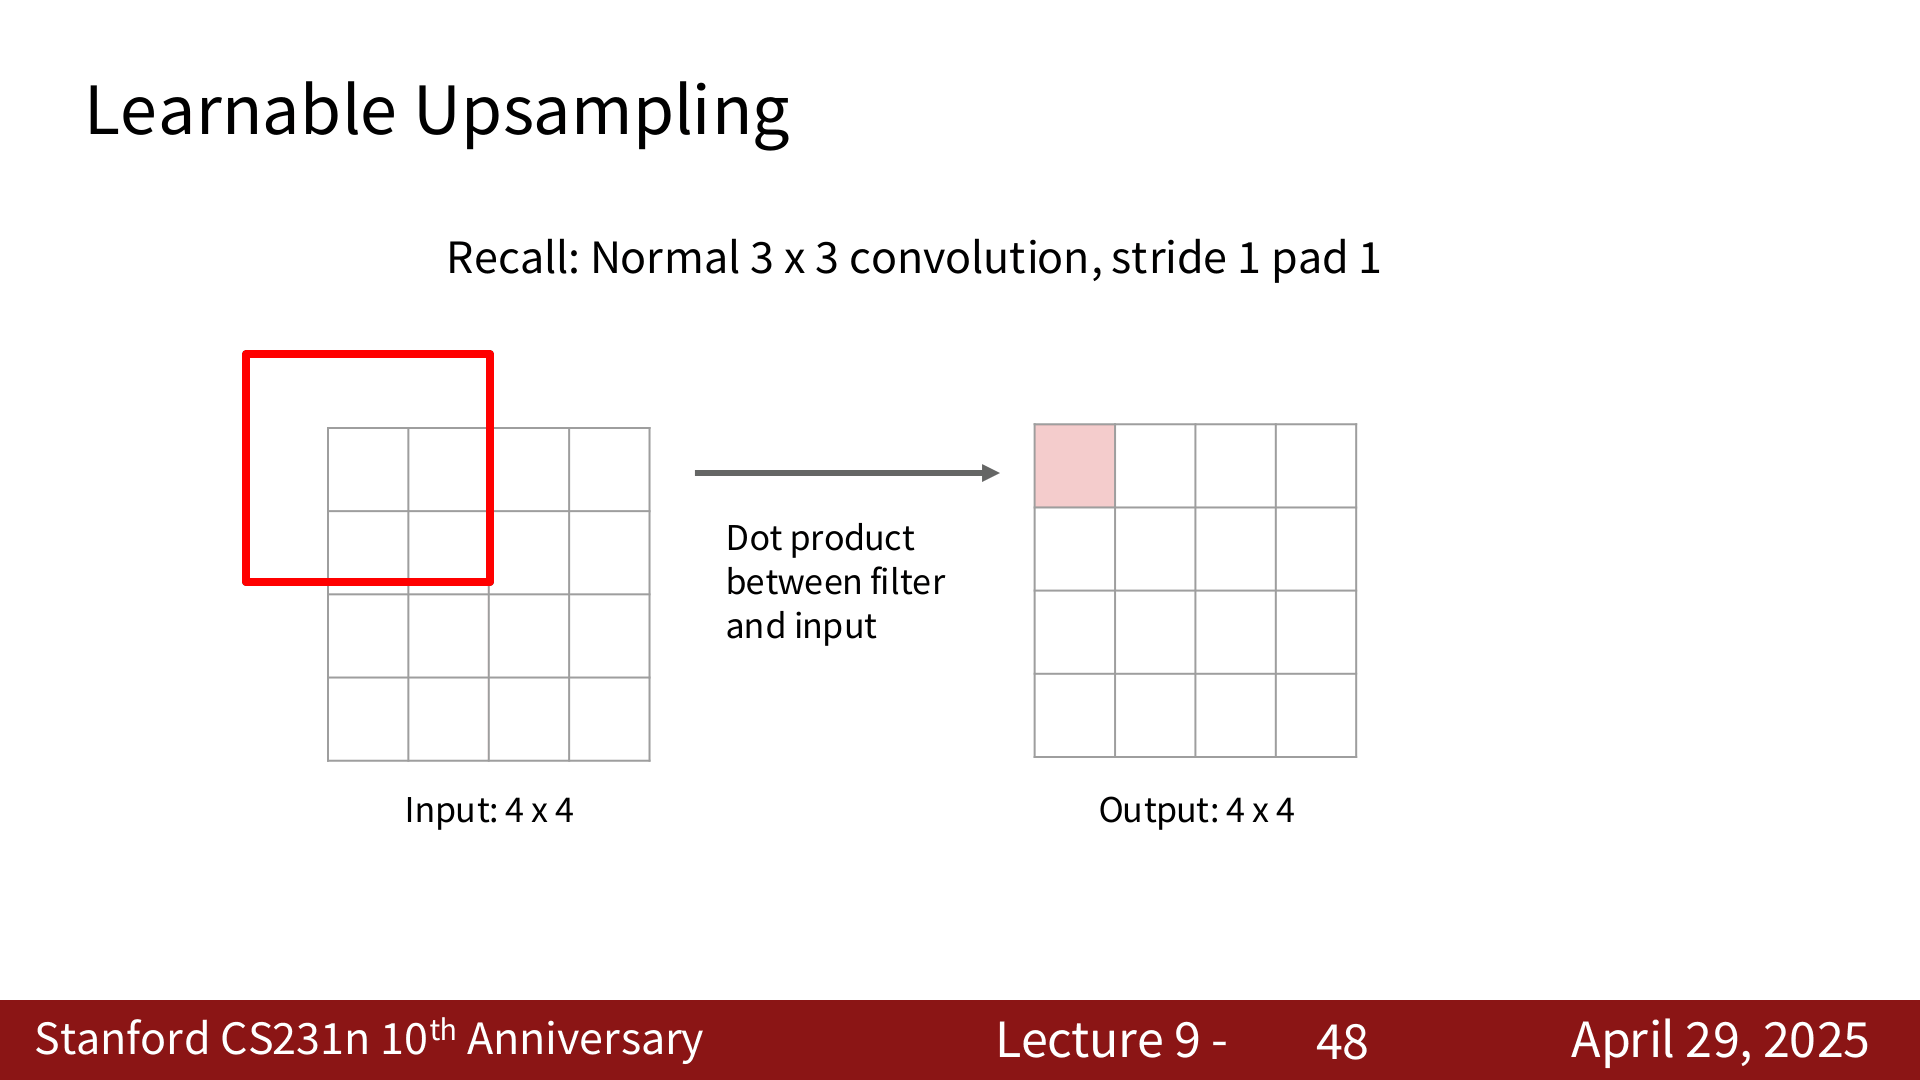 Learnable Upsampling
Recall: Normal 3 x 3 convolution, stride 1 pad 1
Dot product
between filter
and input
Input: 4 x 4
Output: 4 x 4
Stanford CS231n 10th Anniversary
Lecture 9 - 48
April 29, 2025